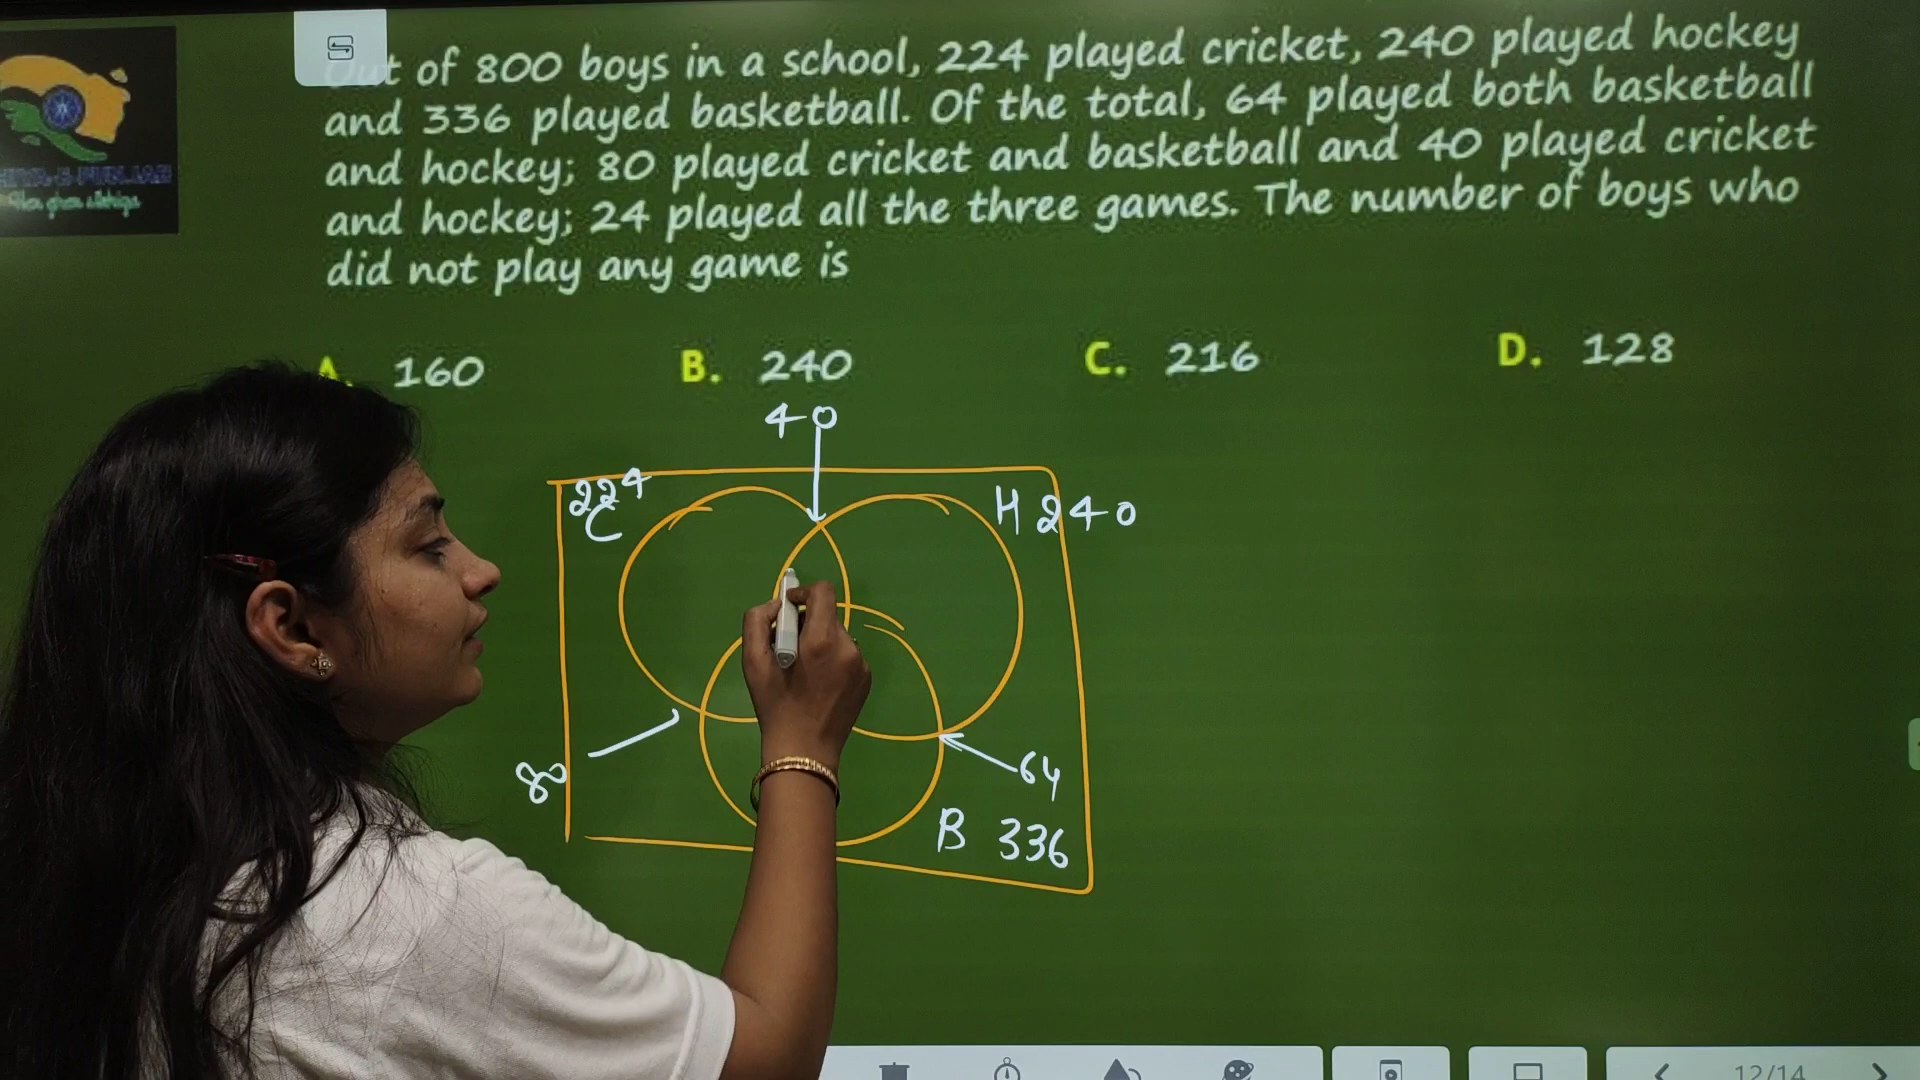 Out of 800 boys in a school, 224 played cricket, 240 played hockey
and 336 played basketball. Of the total, 64 played both basketball
and hockey; 80 played cricket and basketball and 40 played cricket
and hockey; 24 played all the three games. The number of boys who
did not play any game is
A. 160 B. 240 C. 216 D. 128
40
224
C
H 240
80
64
B 336
12/14